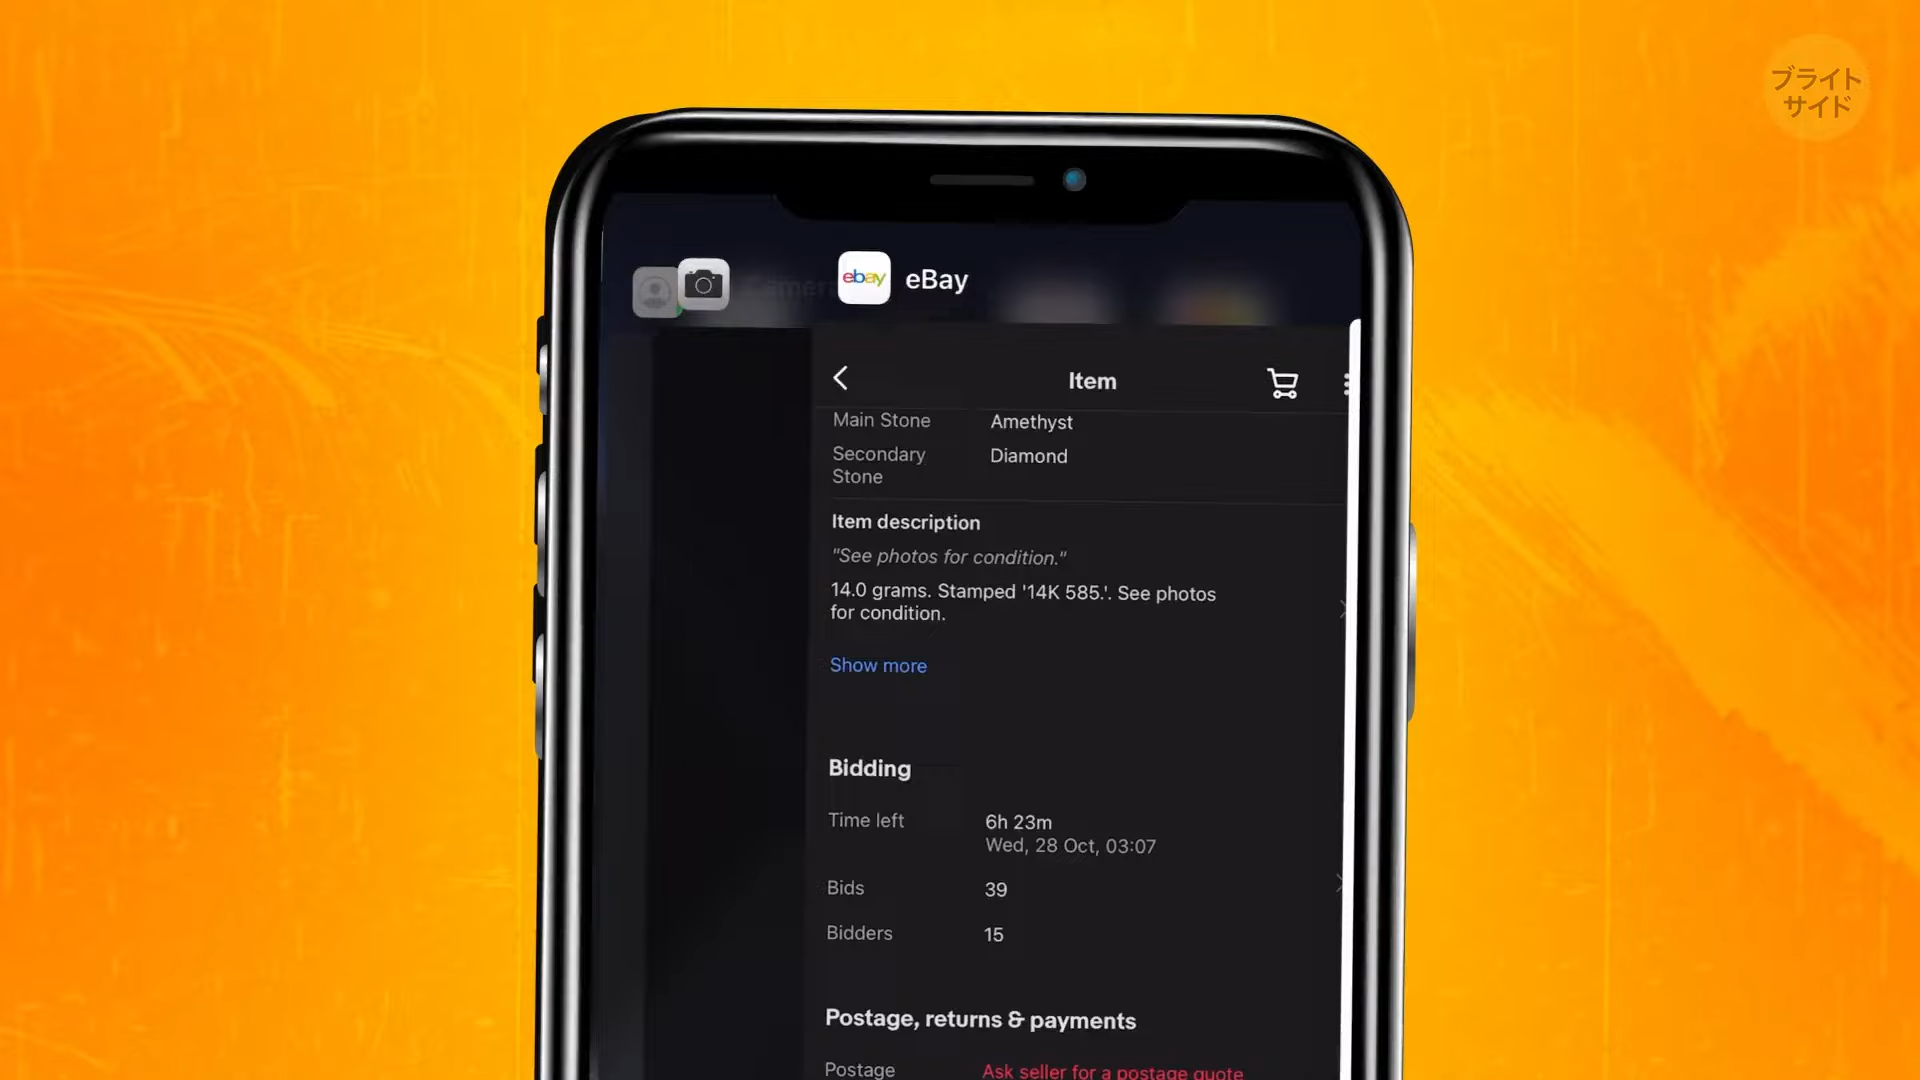 ブライト
サイド
ebay
eBay
Camera
Item
Main Stone Amethyst
Secondary Diamond
Stone
Item description
"See photos for condition."
14.0 grams. Stamped '14K 585.'. See photos
for condition.
Show more
Bidding
Time left 6h 23m
Wed, 28 Oct, 03:07
Bids 39
Bidders 15
Postage, returns & payments
Postage Ask seller for a postage quote